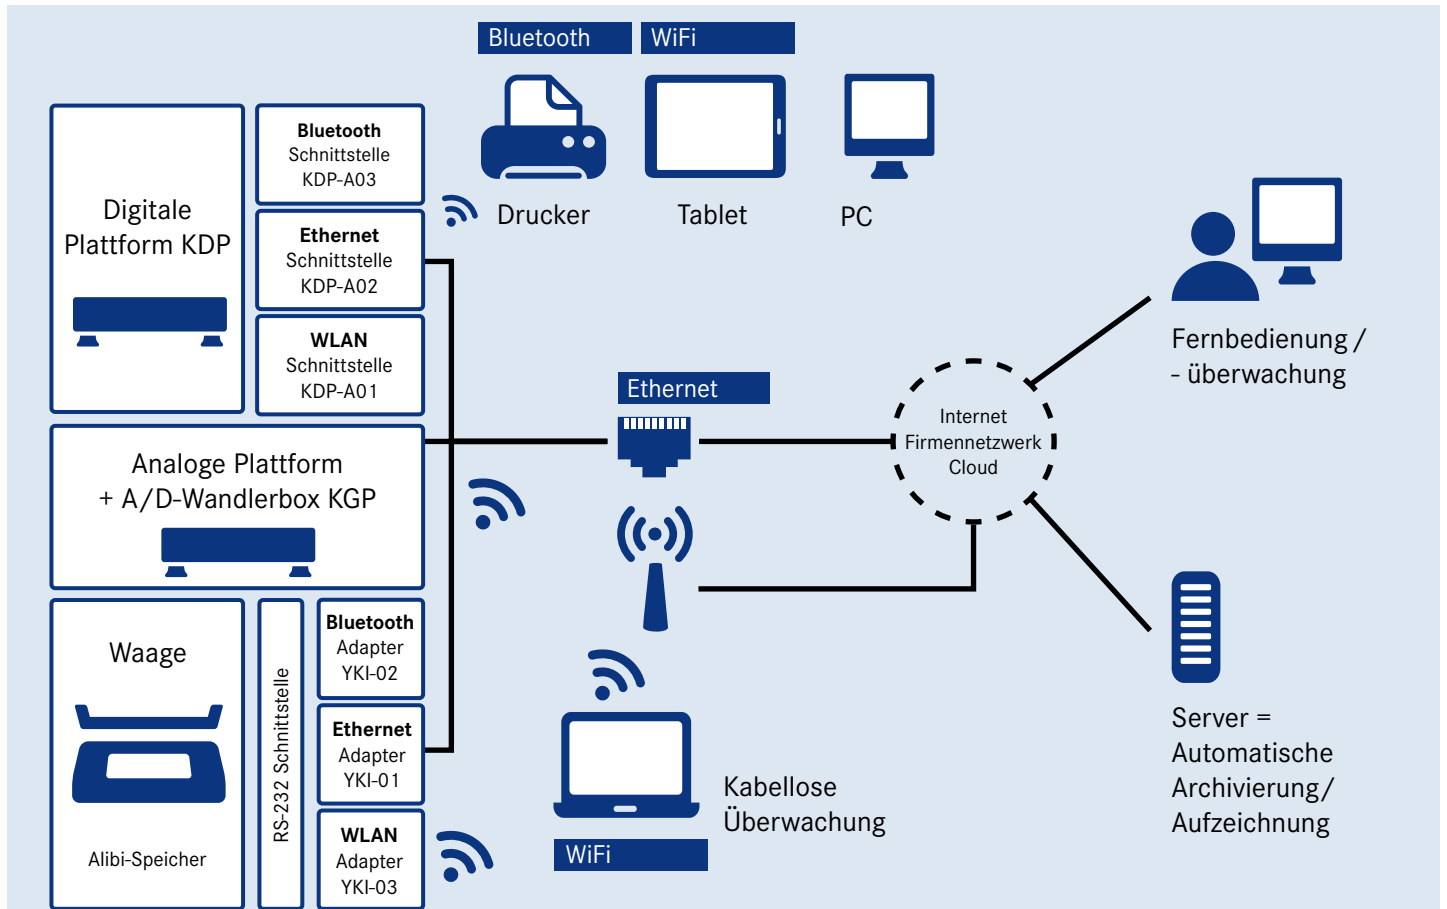 Bluetooth
WiFi
Drucker
Tablet
PC
Digitale
Plattform KDP
Bluetooth
Schnittstelle
KDP-A03
Ethernet
Schnittstelle
KDP-A02
WLAN
Schnittstelle
KDP-A01
Analoge Plattform
+ A/D-Wandlerbox KGP
Waage
Alibi-Speicher
RS-232 Schnittstelle
Bluetooth
Adapter
YKI-02
Ethernet
Adapter
YKI-01
WLAN
Adapter
YKI-03
Ethernet
Kabellose
Überwachung
WiFi
Internet
Firmennetzwerk
Cloud
Fernbedienung /
- überwachung
Server =
Automatische
Archivierung/
Aufzeichnung